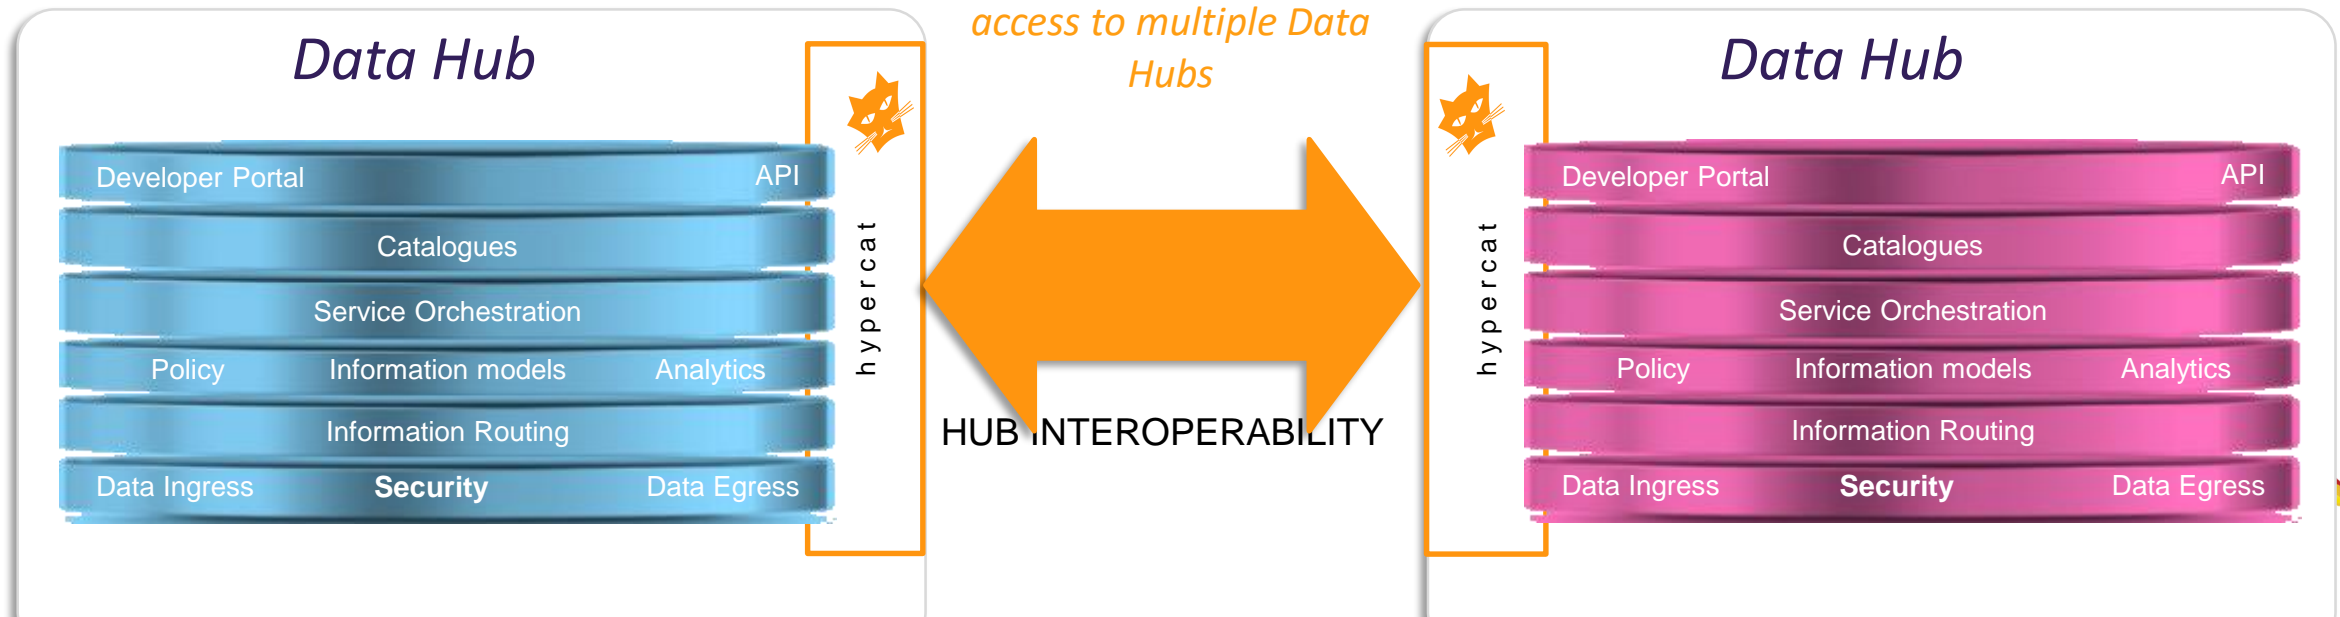 Data Hub
Developer Portal API
Catalogues
Service Orchestration
Policy Information models Analytics
Information Routing
Data Ingress Security Data Egress
hypercat
access to multiple Data
Hubs
HUB INTEROPERABILITY
hypercat
Data Hub
Developer Portal API
Catalogues
Service Orchestration
Policy Information models Analytics
Information Routing
Data Ingress Security Data Egress